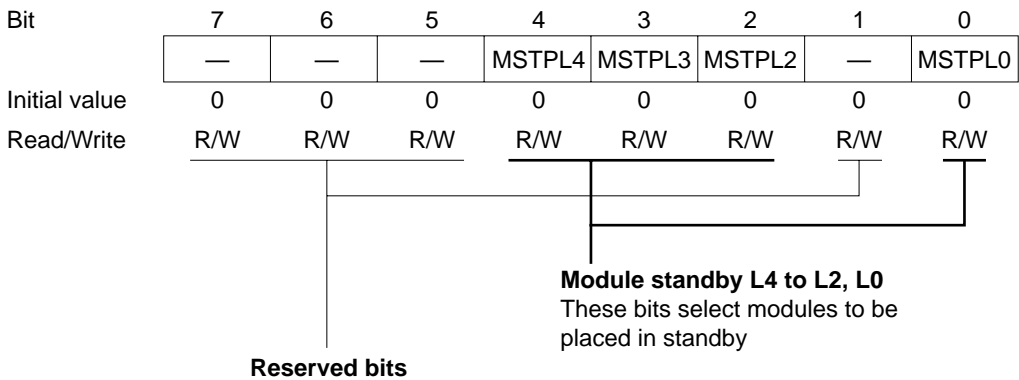 Bit 7 6 5 4 3 2 1 0
— — — MSTPL4 MSTPL3 MSTPL2 — MSTPL0
Initial value 0 0 0 0 0 0 0 0
Read/Write R/W R/W R/W R/W R/W R/W R/W R/W
Module standby L4 to L2, L0
These bits select modules to be
placed in standby
Reserved bits